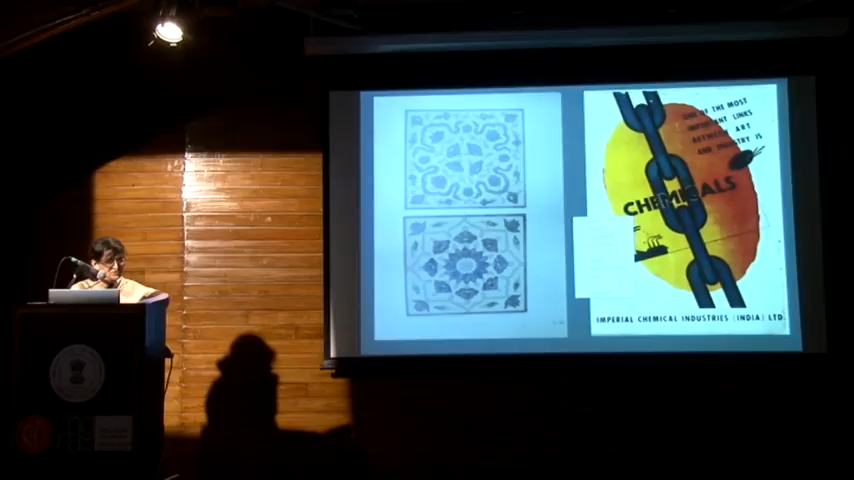 ONE OF THE MOST
IMPORTANT LINKS
BETWEEN ART
AND INDUSTRY IS
CHEMICALS
IMPERIAL CHEMICAL INDUSTRIES (INDIA) LTD